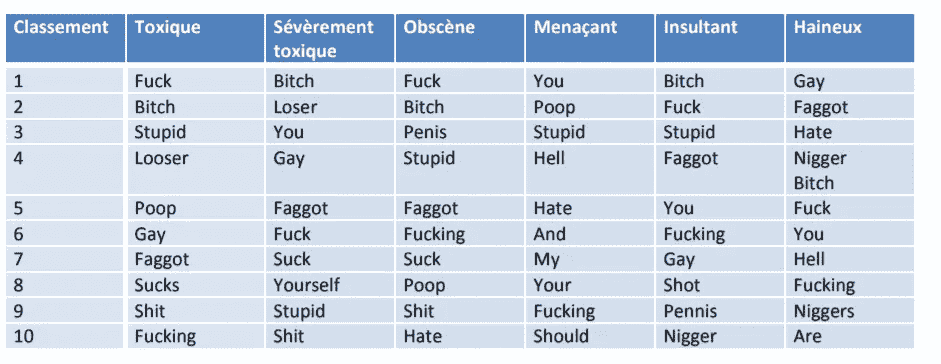 Classement Toxique Sévèrement toxique Obscène Menaçant Insultant Haineux
1 Fuck Bitch Fuck You Bitch Gay
2 Bitch Loser Bitch Poop Fuck Faggot
3 Stupid You Penis Stupid Stupid Hate
4 Looser Gay Stupid Hell Faggot Nigger Bitch
5 Poop Faggot Faggot Hate You Fuck
6 Gay Fuck Fucking And Fucking You
7 Faggot Suck Suck My Gay Hell
8 Sucks Yourself Poop Your Shot Fucking
9 Shit Stupid Shit Fucking Pennis Niggers
10 Fucking Shit Hate Should Nigger Are